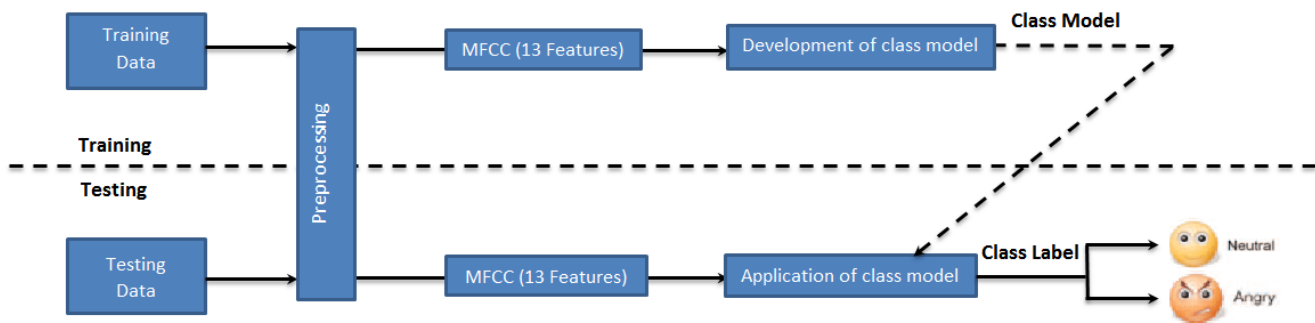 Training
Data
Preprocessing
MFCC (13 Features)
Development of class model
Class Model
Training
Testing
Testing
Data
MFCC (13 Features)
Application of class model
Class Label
Neutral
Angry